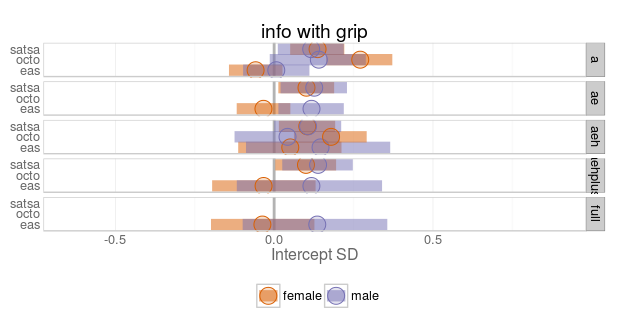 info with grip
satsa
octo
eas
a
satsa
octo
eas
ae
satsa
octo
eas
aeh
satsa
octo
eas
ehplus
satsa
octo
eas
full
-0.5 0.0 0.5
Intercept SD
female male